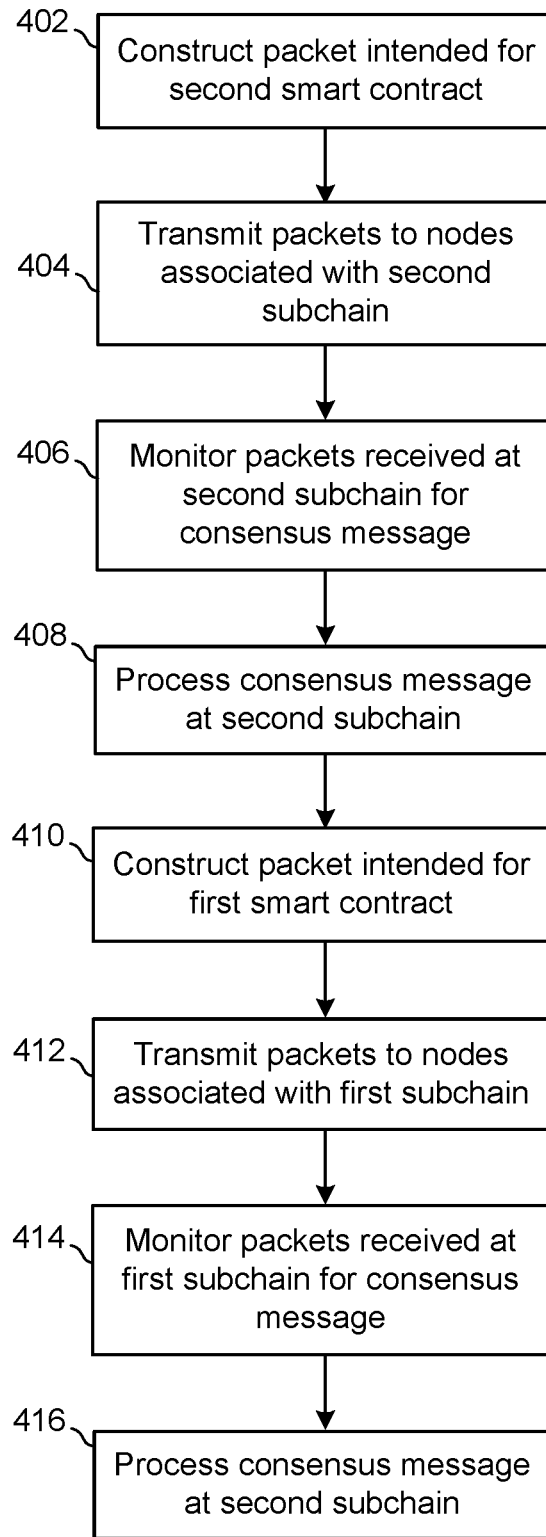 402
Construct packet intended for
second smart contract
404
Transmit packets to nodes
associated with second
subchain
406
Monitor packets received at
second subchain for
consensus message
408
Process consensus message
at second subchain
410
Construct packet intended for
first smart contract
412
Transmit packets to nodes
associated with first subchain
414
Monitor packets received at
first subchain for consensus
message
416
Process consensus message
at second subchain